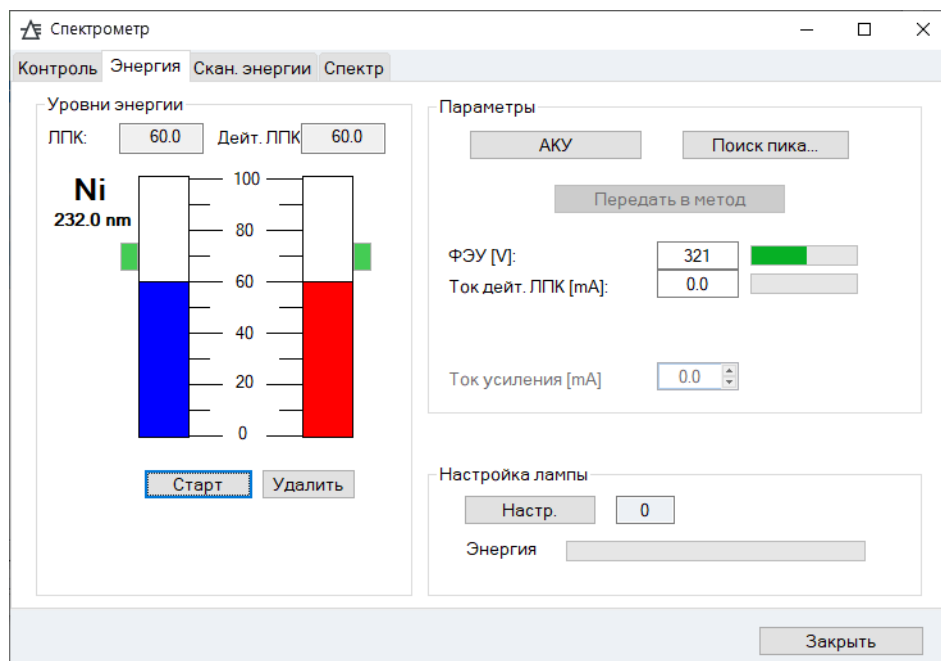 Спектрометр
Контроль Энергия Скан. энергии Спектр
Уровни энергии
ЛПК: 60.0 Дейт. ЛПК 60.0
Ni
232.0 nm
100
80
60
40
20
0
Старт Удалить
Параметры
АКУ Поиск пика...
Передать в метод
ФЭУ [V]: 321
Ток дейт. ЛПК [mA]: 0.0
Ток усиления [mA] 0.0
Настройка лампы
Настр. 0
Энергия
Закрыть